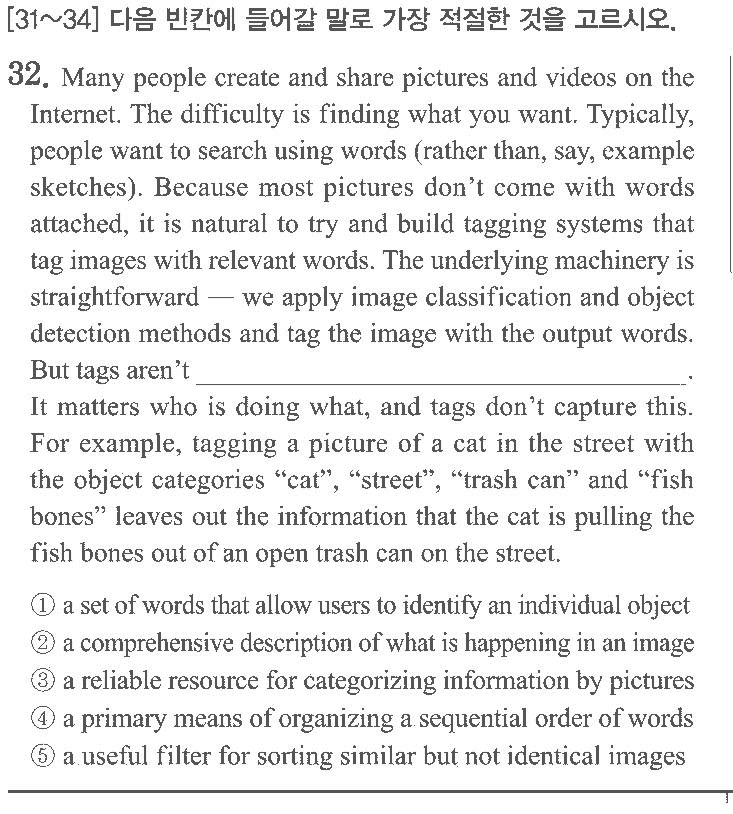 [31～34] 다음 빈칸에 들어갈 말로 가장 적절한 것을 고르시오.
32. Many people create and share pictures and videos on the
Internet. The difficulty is finding what you want. Typically,
people want to search using words (rather than, say, example
sketches). Because most pictures don't come with words
attached, it is natural to try and build tagging systems that
tag images with relevant words. The underlying machinery is
straightforward — we apply image classification and object
detection methods and tag the image with the output words.
But tags aren't ____________________.
It matters who is doing what, and tags don't capture this.
For example, tagging a picture of a cat in the street with
the object categories “cat”, “street”, “trash can” and “fish
bones” leaves out the information that the cat is pulling the
fish bones out of an open trash can on the street.
① a set of words that allow users to identify an individual object
② a comprehensive description of what is happening in an image
③ a reliable resource for categorizing information by pictures
④ a primary means of organizing a sequential order of words
⑤ a useful filter for sorting similar but not identical images